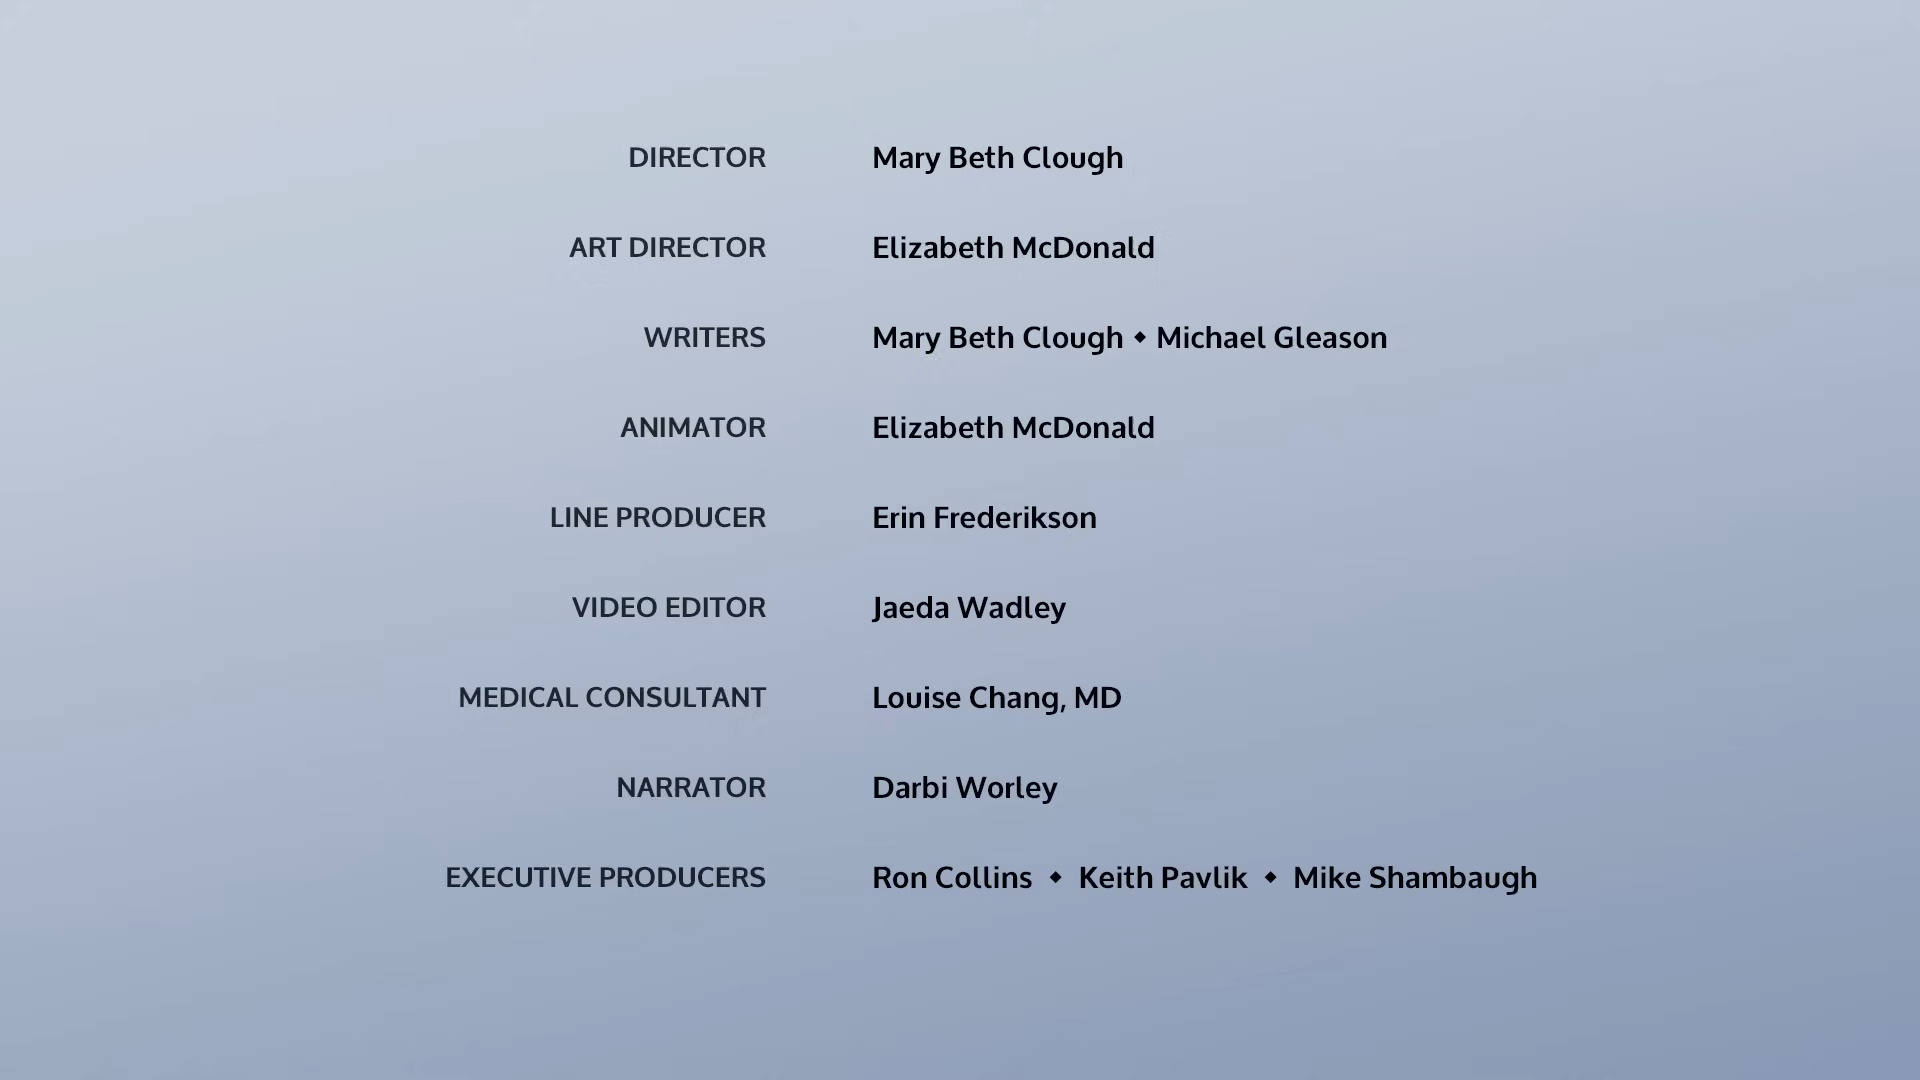 DIRECTOR Mary Beth Clough
ART DIRECTOR Elizabeth McDonald
WRITERS Mary Beth Clough ◆ Michael Gleason
ANIMATOR Elizabeth McDonald
LINE PRODUCER Erin Frederikson
VIDEO EDITOR Jaeda Wadley
MEDICAL CONSULTANT Louise Chang, MD
NARRATOR Darbi Worley
EXECUTIVE PRODUCERS Ron Collins ◆ Keith Pavlik ◆ Mike Shambaugh